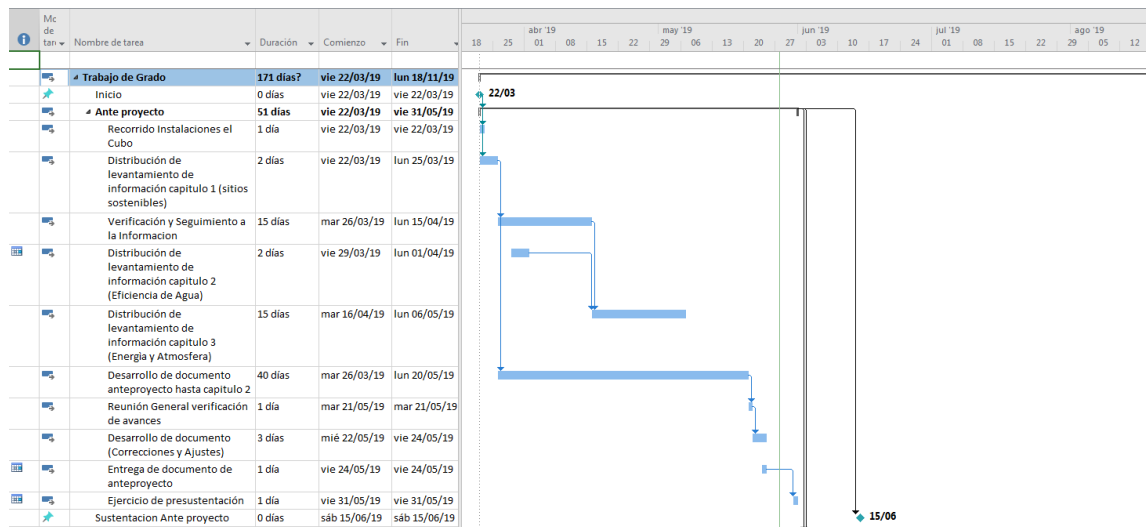 Mc
de
tare
Nombre de tarea
Duración
Comienzo
Fin
abr '19
may '19
jun '19
jul '19
ago '19
18 25 01 08 15 22 29 06 13 20 27 03 10 17 24 01 08 15 22 29 05 12
Trabajo de Grado 171 días? vie 22/03/19 lun 18/11/19
Inicio 0 días vie 22/03/19 vie 22/03/19
22/03
Ante proyecto 51 días vie 22/03/19 vie 31/05/19
Recorrido Instalaciones el 1 día vie 22/03/19 vie 22/03/19
Cubo
Distribución de 2 días vie 22/03/19 lun 25/03/19
levantamiento de
información capitulo 1 (sitios
sostenibles)
Verificación y Seguimiento a 15 días mar 26/03/19 lun 15/04/19
la Informacion
Distribución de 2 días vie 29/03/19 lun 01/04/19
levantamiento de
información capitulo 2
(Eficiencia de Agua)
Distribución de 15 días mar 16/04/19 lun 06/05/19
levantamiento de
información capitulo 3
(Energìa y Atmosfera)
Desarrollo de documento 40 días mar 26/03/19 lun 20/05/19
anteproyecto hasta capitulo 2
Reunión General verificación 1 día mar 21/05/19 mar 21/05/19
de avances
Desarrollo de documento 3 días mié 22/05/19 vie 24/05/19
(Correcciones y Ajustes)
Entrega de documento de 1 día vie 24/05/19 vie 24/05/19
anteproyecto
Ejercicio de presustentación 1 día vie 31/05/19 vie 31/05/19
Sustentacion Ante proyecto 0 días sáb 15/06/19 sáb 15/06/19
15/06